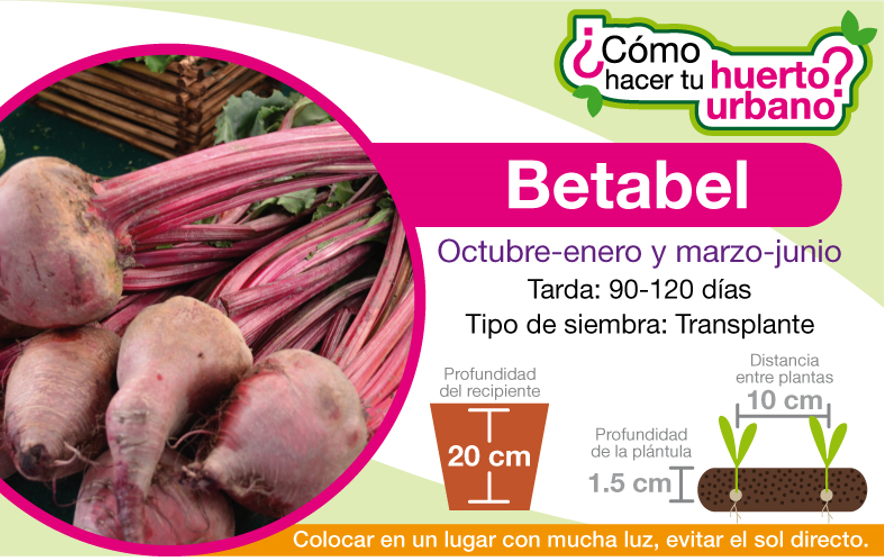 ¿Cómo
hacer tu huerto?
urbano
Betabel
Octubre-enero y marzo-junio
Tarda: 90-120 días
Tipo de siembra: Transplante
Profundidad
del recipiente
20 cm
Distancia
entre plantas
10 cm
Profundidad
de la plántula
1.5 cm
Colocar en un lugar con mucha luz, evitar el sol directo.